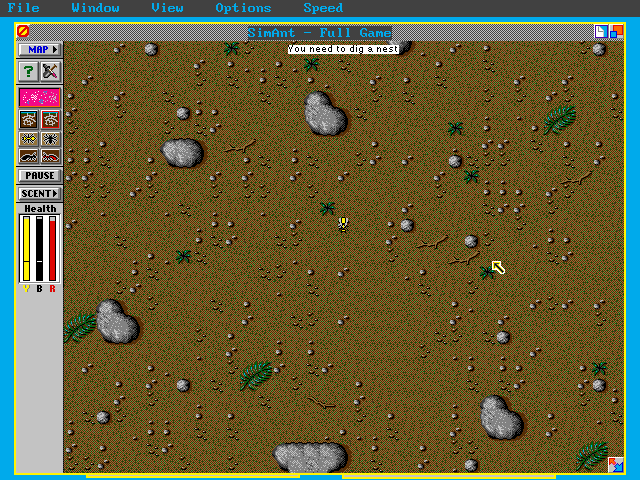 File Window View Options Speed
SimAnt - Full Game
You need to dig a nest
MAP
?
PAUSE
SCENT
Health
Y B R